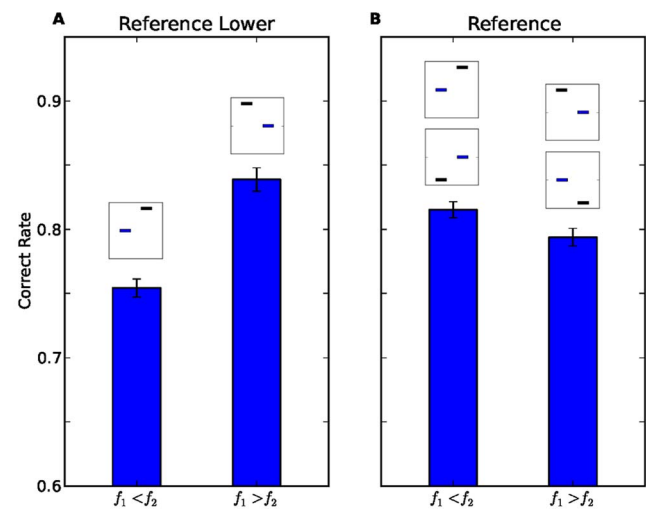 A
Reference Lower
B
Reference
Correct Rate
0.9
0.8
0.7
0.6
f₁ < f₂
f₁ > f₂
f₁ < f₂
f₁ > f₂